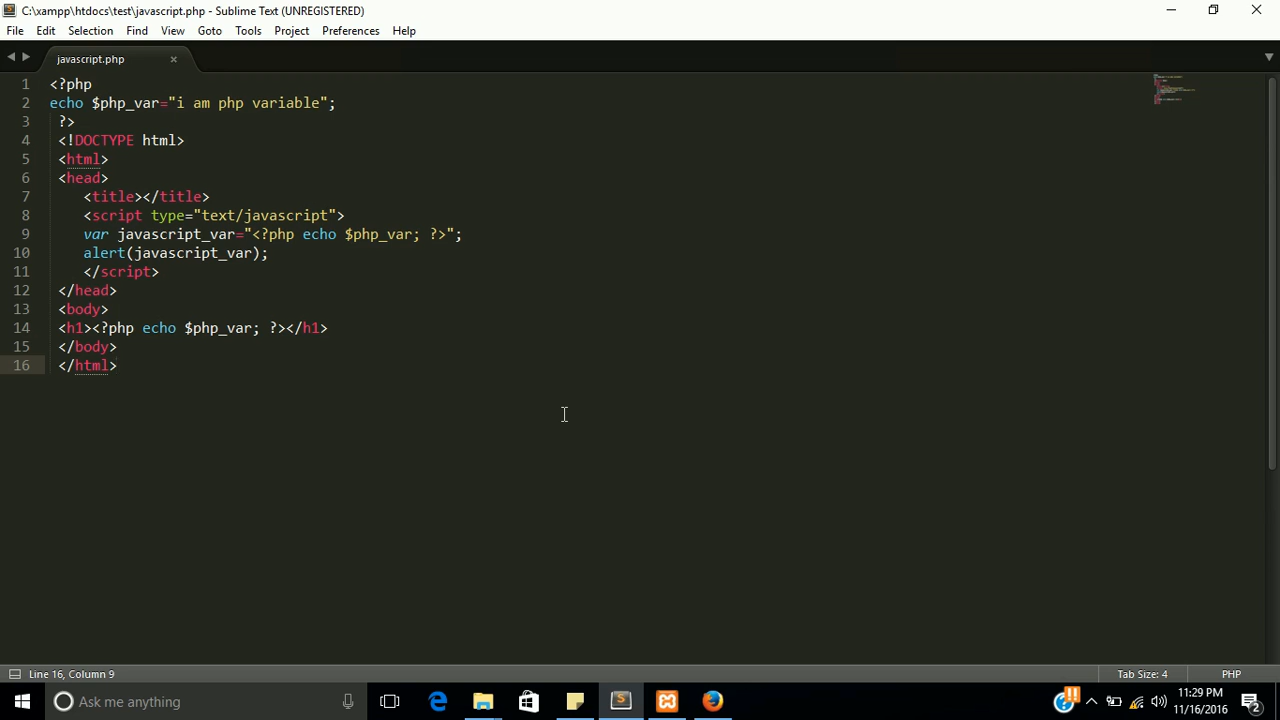 C:\xampp\htdocs\test\javascript.php - Sublime Text (UNREGISTERED)
File Edit Selection Find View Goto Tools Project Preferences Help
javascript.php
1 <?php
2 echo $php_var="i am php variable";
3 ?>
4 <!DOCTYPE html>
5 <html>
6 <head>
7 <title></title>
8 <script type="text/javascript">
9 var javascript_var="<?php echo $php_var; ?>";
10 alert(javascript_var);
11 </script>
12 </head>
13 <body>
14 <h1><?php echo $php_var; ?></h1>
15 </body>
16 </html>
Line 16, Column 9 Tab Size: 4 PHP
Ask me anything 11:29 PM
11/16/2016 2